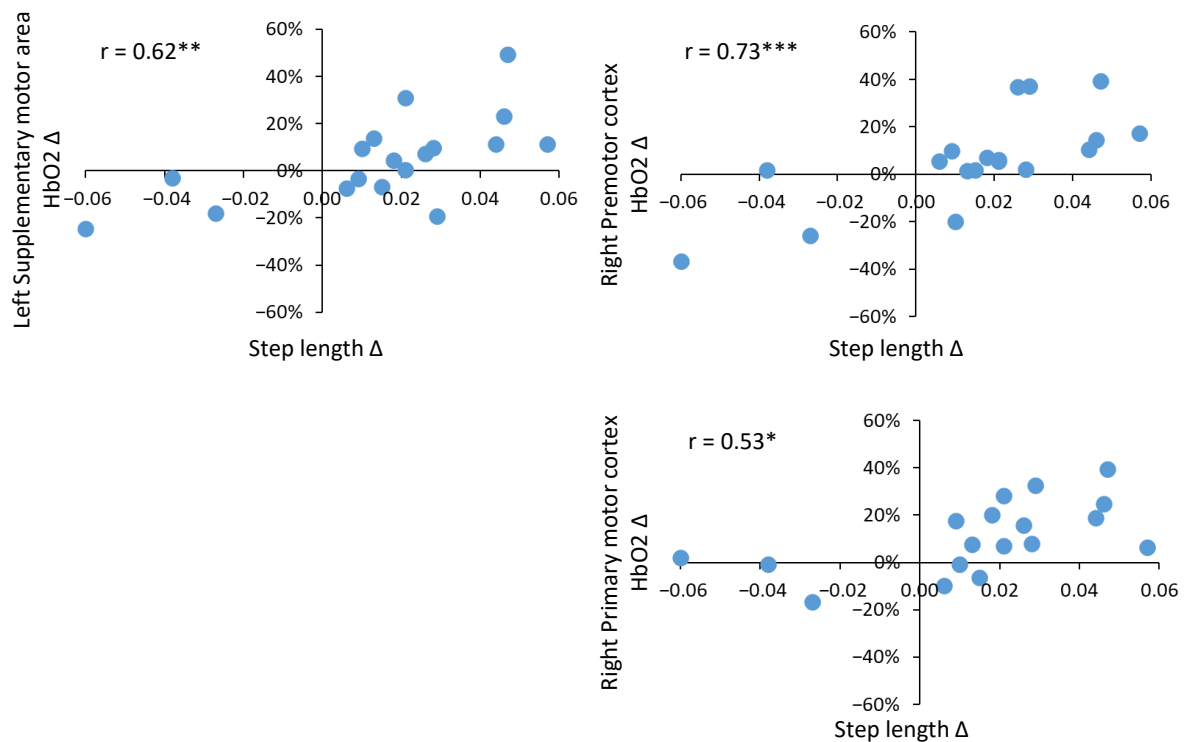 Left Supplementary motor area
HbO2 Δ
r = 0.62**
60%
40%
20%
0%
−20%
−40%
−60%
−0.06 −0.04 −0.02 0.00 0.02 0.04 0.06
Step length Δ
Right Premotor cortex
HbO2 Δ
r = 0.73***
60%
40%
20%
0%
−20%
−40%
−60%
−0.06 −0.04 −0.02 0.00 0.02 0.04 0.06
Step length Δ
Right Primary motor cortex
HbO2 Δ
r = 0.53*
60%
40%
20%
0%
−20%
−40%
−60%
−0.06 −0.04 −0.02 0.00 0.02 0.04 0.06
Step length Δ